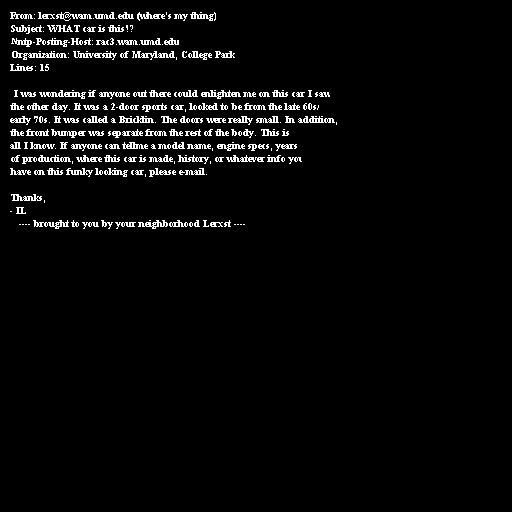 From: lerxst@wam.umd.edu (where's my thing)
Subject: WHAT car is this!?
Nntp-Posting-Host: rac3.wam.umd.edu
Organization: University of Maryland, College Park
Lines: 15

I was wondering if anyone out there could enlighten me on this car I saw
the other day. It was a 2-door sports car, looked to be from the late 60s/
early 70s. It was called a Bricklin. The doors were really small. In addition,
the front bumper was separate from the rest of the body. This is
all I know. If anyone can tellme a model name, engine specs, years
of production, where this car is made, history, or whatever info you
have on this funky looking car, please e-mail.

Thanks,
- IL
---- brought to you by your neighborhood Lerxst ----